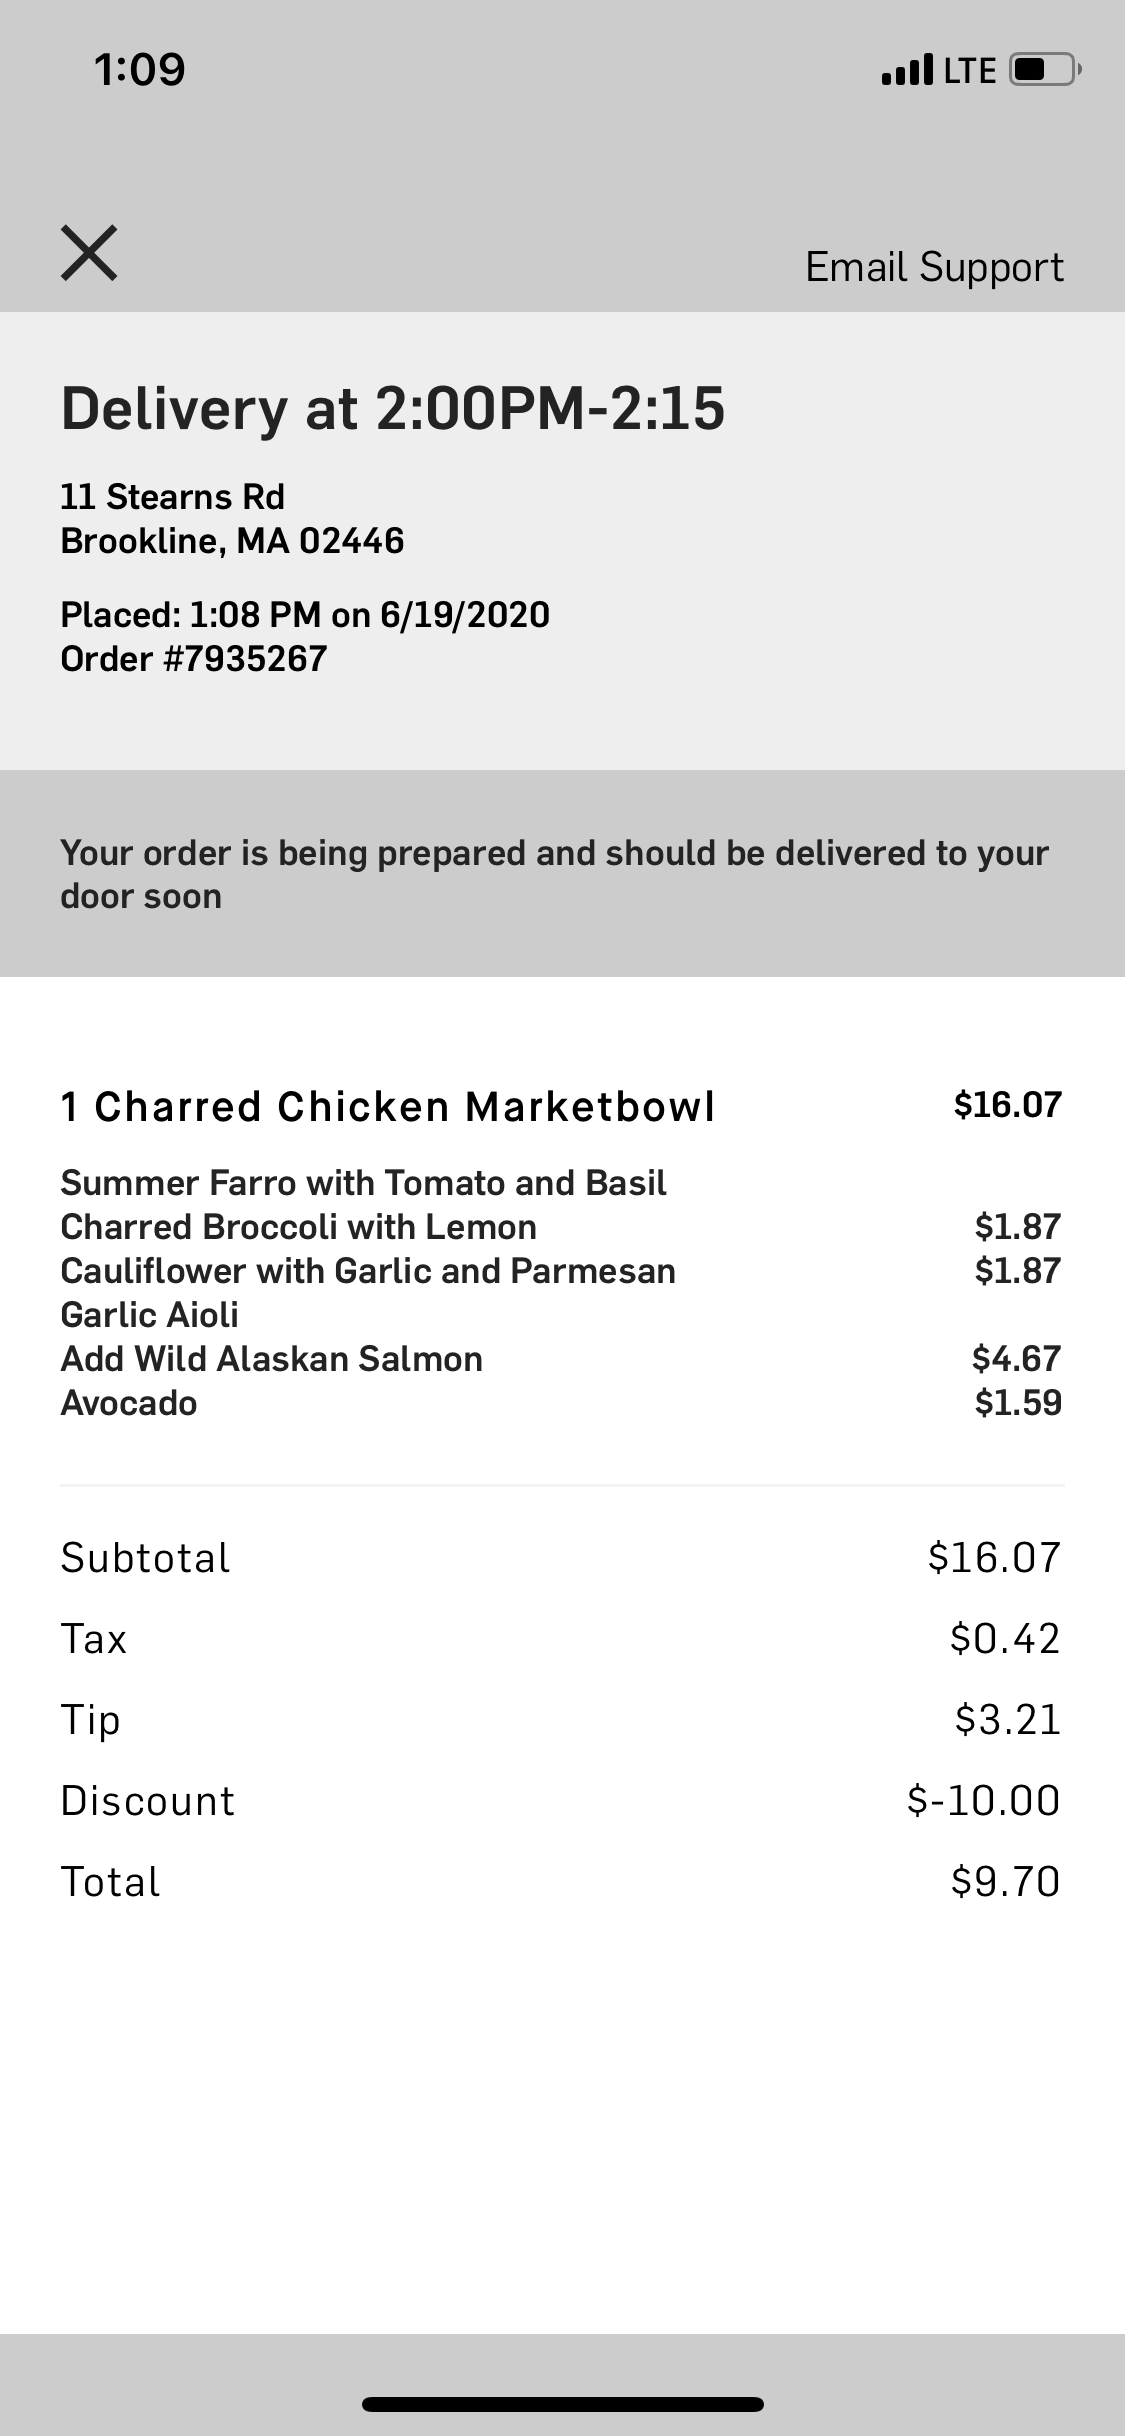 1:09 LTE
Email Support
Delivery at 2:00PM-2:15
11 Stearns Rd
Brookline, MA 02446
Placed: 1:08 PM on 6/19/2020
Order #7935267
Your order is being prepared and should be delivered to your
door soon
1 Charred Chicken Marketbowl $16.07
Summer Farro with Tomato and Basil
Charred Broccoli with Lemon $1.87
Cauliflower with Garlic and Parmesan $1.87
Garlic Aioli
Add Wild Alaskan Salmon $4.67
Avocado $1.59
Subtotal $16.07
Tax $0.42
Tip $3.21
Discount $-10.00
Total $9.70